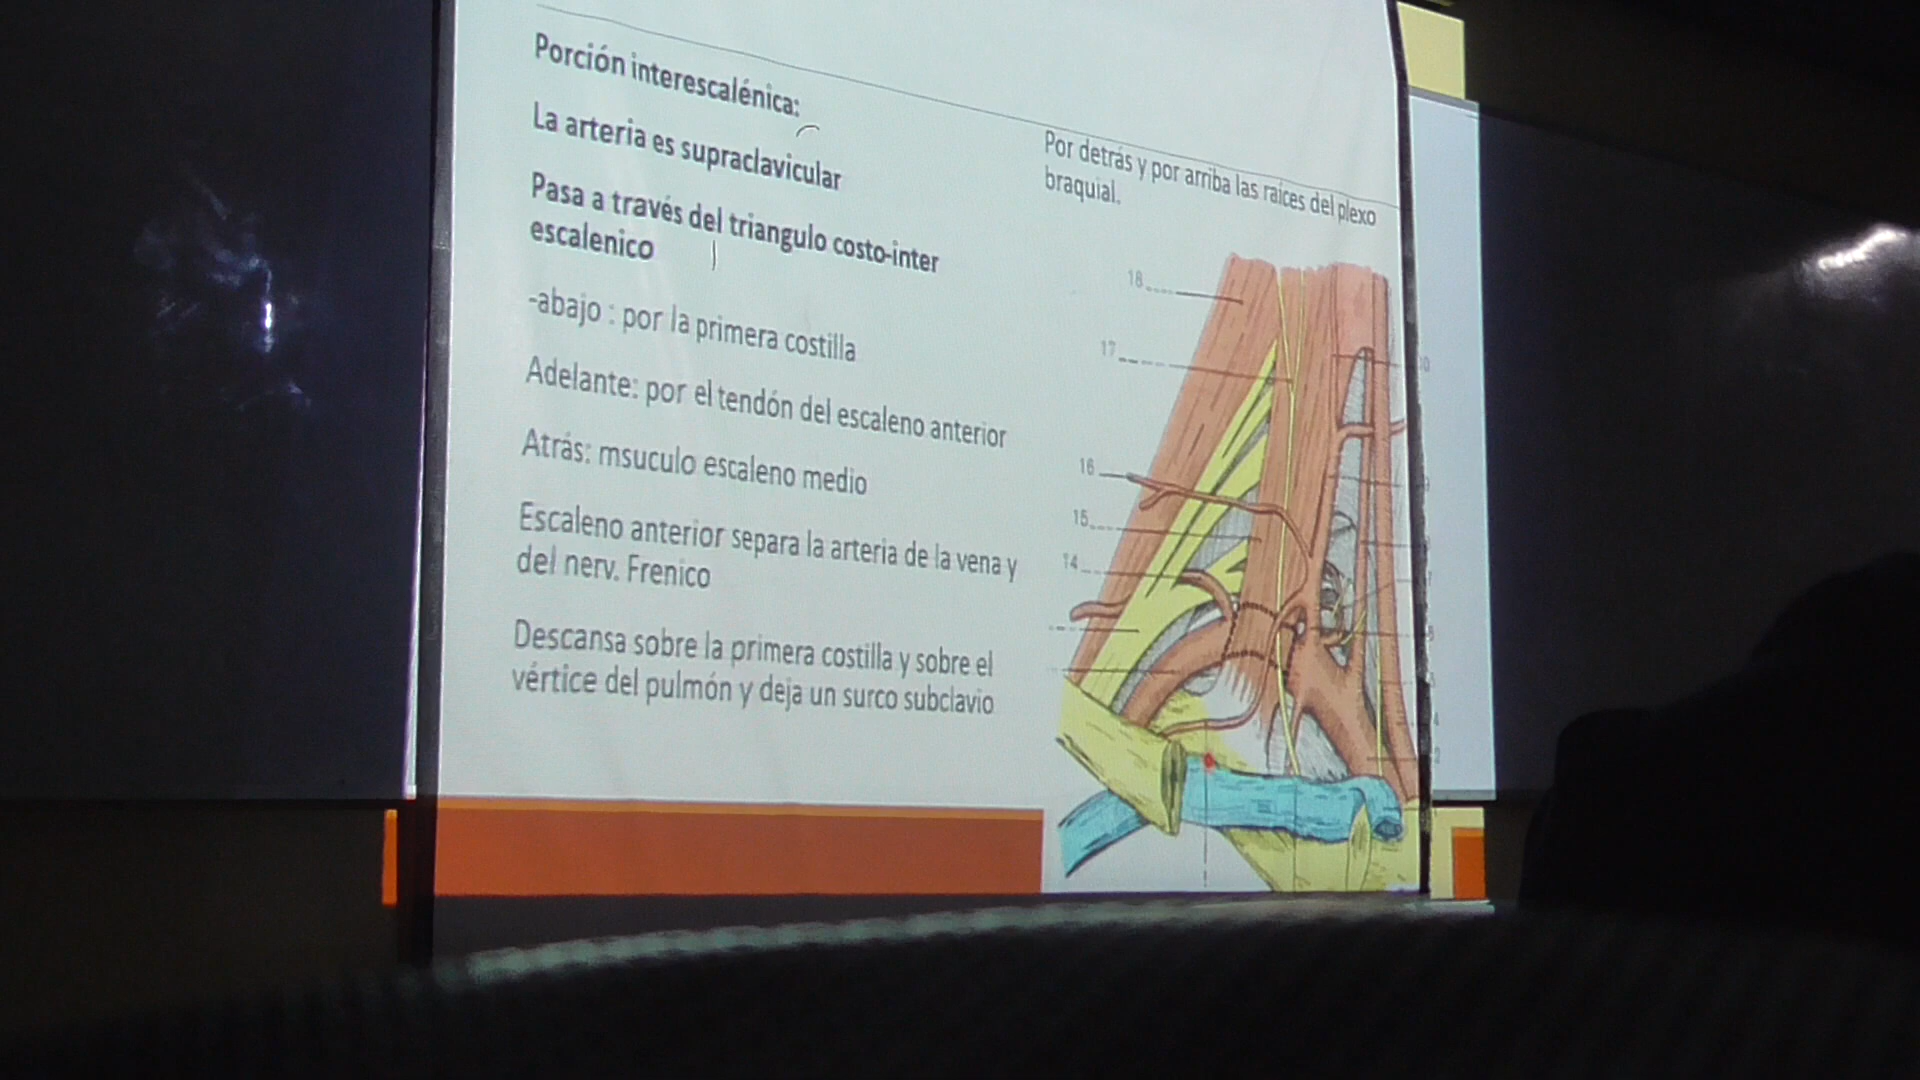 Porción interescalénica:
La arteria es supraclavicular
Pasa a través del triangulo costo-inter
escalenico
-abajo : por la primera costilla
Adelante: por el tendón del escaleno anterior
Atrás: msuculo escaleno medio
Escaleno anterior separa la arteria de la vena y
del nerv. Frenico
Descansa sobre la primera costilla y sobre el
vértice del pulmón y deja un surco subclavio
Por detrás y por arriba las raíces del plexo
braquial.
18
17
16
15
14